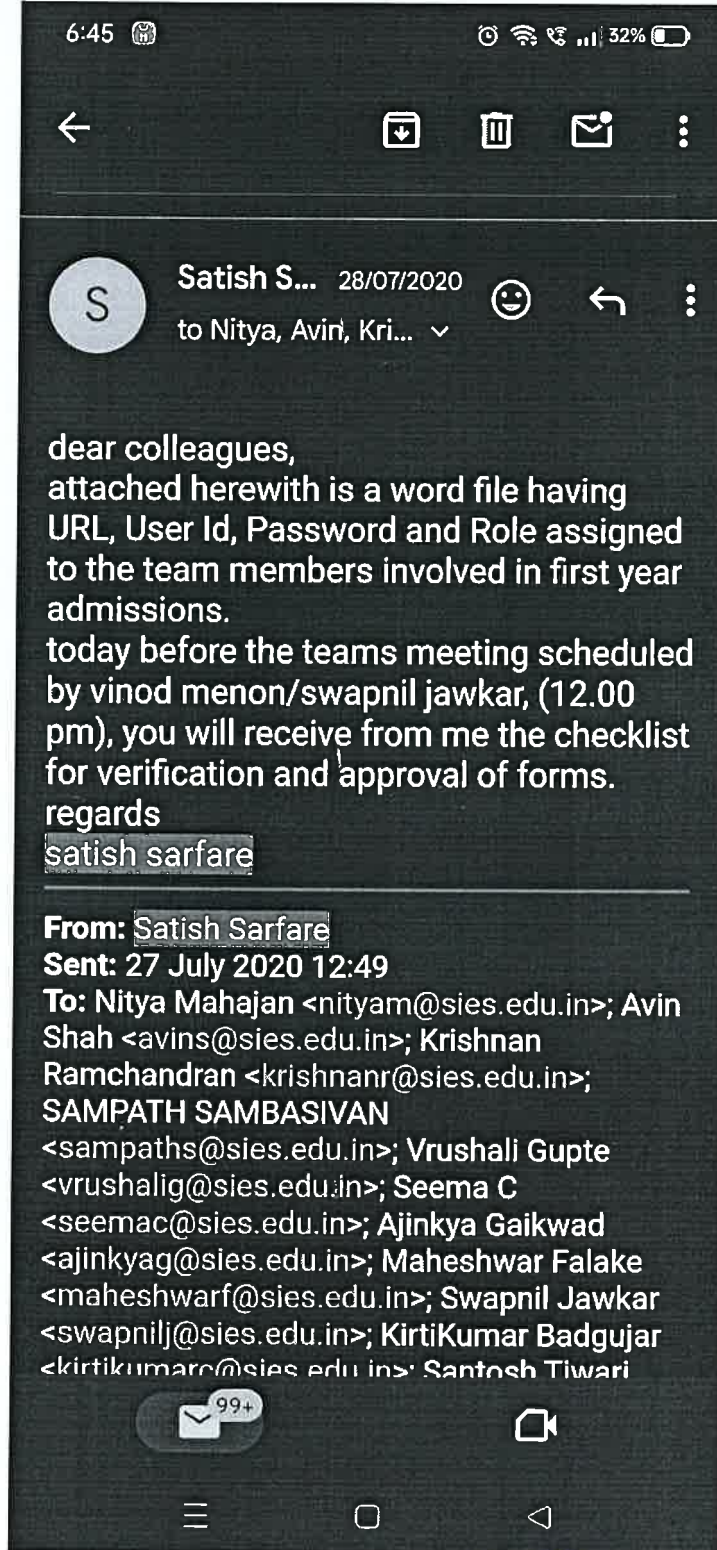 6:45
32%
Satish S... 28/07/2020
to Nitya, Avin, Kri...
S
dear colleagues,
attached herewith is a word file having
URL, User Id, Password and Role assigned
to the team members involved in first year
admissions.
today before the teams meeting scheduled
by vinod menon/swapnil jawkar, (12.00
pm), you will receive from me the checklist
for verification and approval of forms.
regards
satish sarfare
From: Satish Sarfare
Sent: 27 July 2020 12:49
To: Nitya Mahajan <nityam@sies.edu.in>; Avin
Shah <avins@sies.edu.in>; Krishnan
Ramchandran <krishnanr@sies.edu.in>;
SAMPATH SAMBASIVAN
<sampaths@sies.edu.in>; Vrushali Gupte
<vrushalig@sies.edu.in>; Seema C
<seemac@sies.edu.in>; Ajinkya Gaikwad
<ajinkyag@sies.edu.in>; Maheshwar Falake
<maheshwarf@sies.edu.in>; Swapnil Jawkar
<swapnilj@sies.edu.in>; KirtiKumar Badgujar
<kirtikumarc@sies.edu.in>; Santosh Tiwari
99+